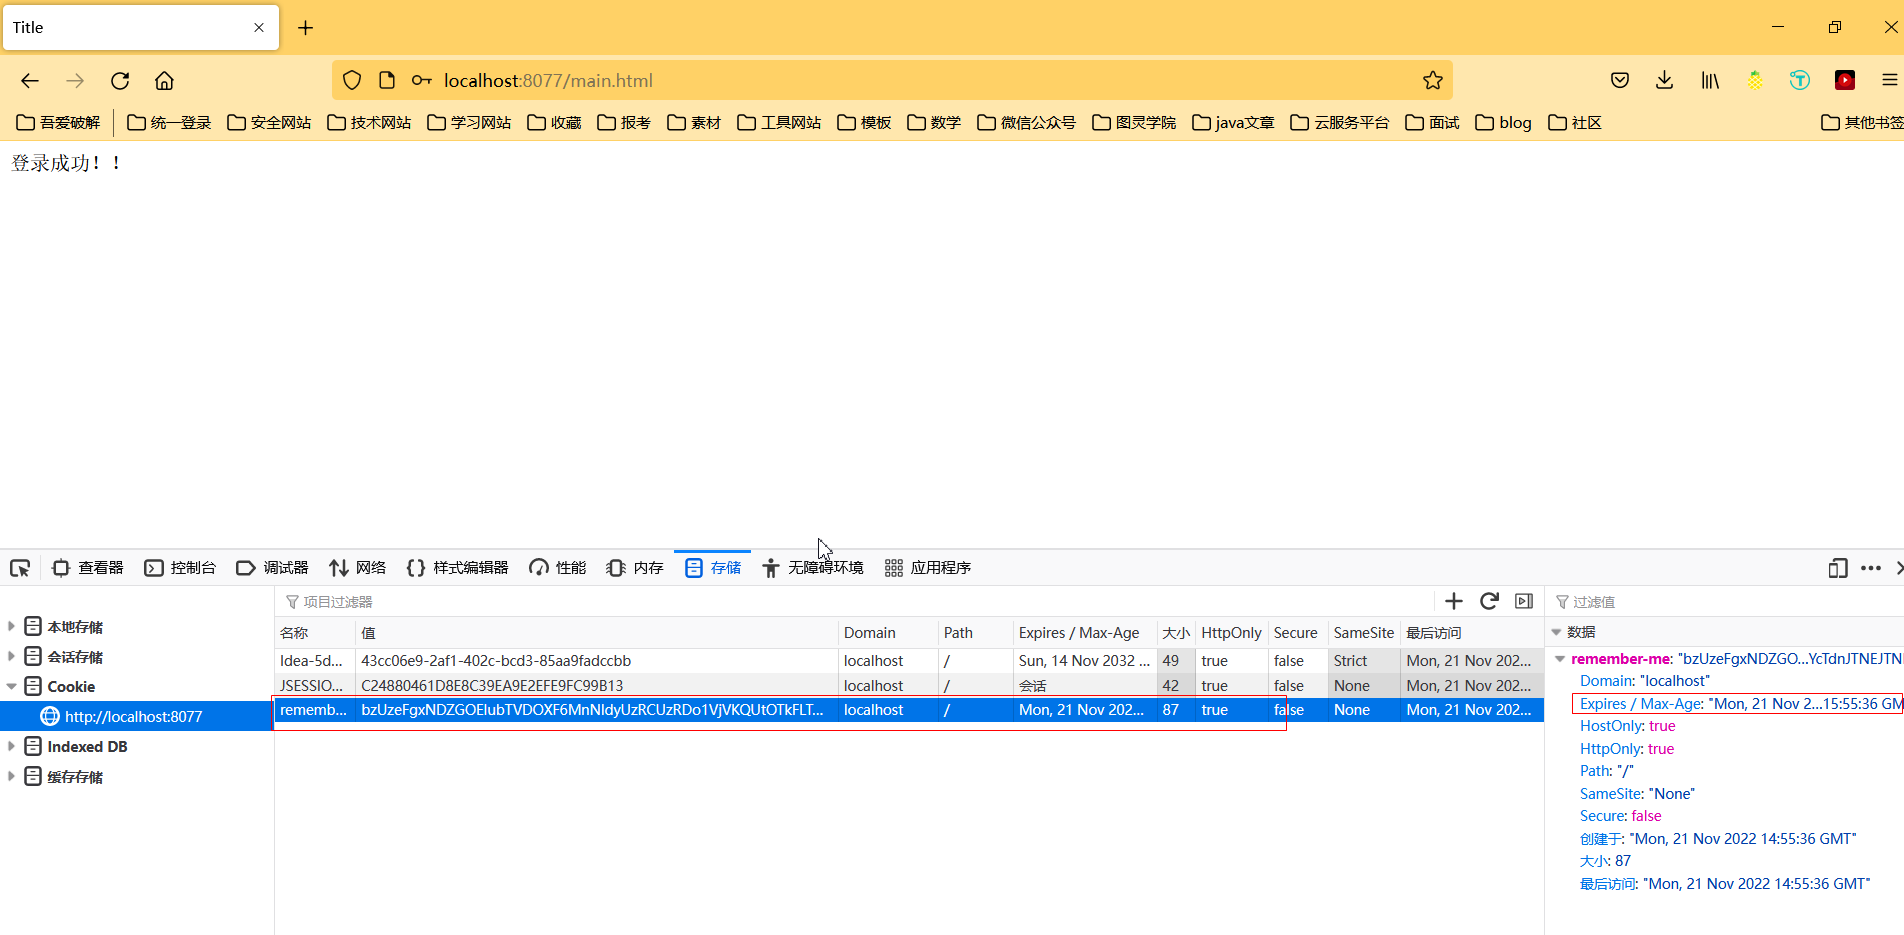 Title
localhost:8077/main.html
吾爱破解 统一登录 安全网站 技术网站 学习网站 收藏 报考 素材 工具网站 模板 数学 微信公众号 图灵学院 java文章 云服务平台 面试 blog 社区 其他书签
登录成功！！
查看器 控制台 调试器 网络 样式编辑器 性能 内存 存储 无障碍环境 应用程序
项目过滤器
过滤值
本地存储
会话存储
Cookie
http://localhost:8077
Indexed DB
缓存存储
名称 值 Domain Path Expires / Max-Age 大小 HttpOnly Secure SameSite 最后访问
Idea-5d... 43cc06e9-2af1-402c-bcd3-85aa9fadccbb localhost / Sun, 14 Nov 2032 ... 49 true false Strict Mon, 21 Nov 202...
JSESSIO... C24880461D8E8C39EA9E2EFE9FC99B13 localhost / 会话 42 true false None Mon, 21 Nov 202...
rememb... localhost / Mon, 21 Nov 202... 87 true false None Mon, 21 Nov 202...
数据
remember-me: "bzUzeFgxNDZGO...YcTdnJTNEJTN
Domain: "localhost"
Expires / Max-Age: "Mon, 21 Nov 2...15:55:36 GM
HostOnly: true
HttpOnly: true
Path: "/"
SameSite: "None"
Secure: false
创建于: "Mon, 21 Nov 2022 14:55:36 GMT"
大小: 87
最后访问: "Mon, 21 Nov 2022 14:55:36 GMT"